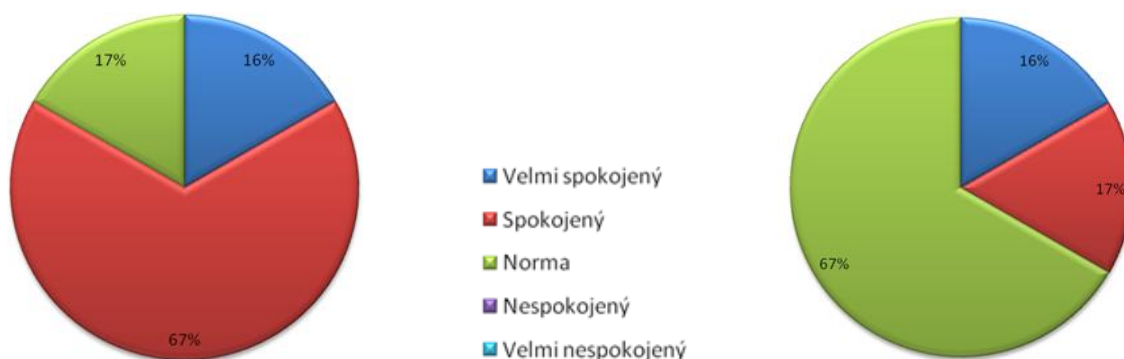 17%
16%
67%
Velmi spokojený
Spokojený
Norma
Nespokojený
Velmi nespokojený
16%
17%
67%